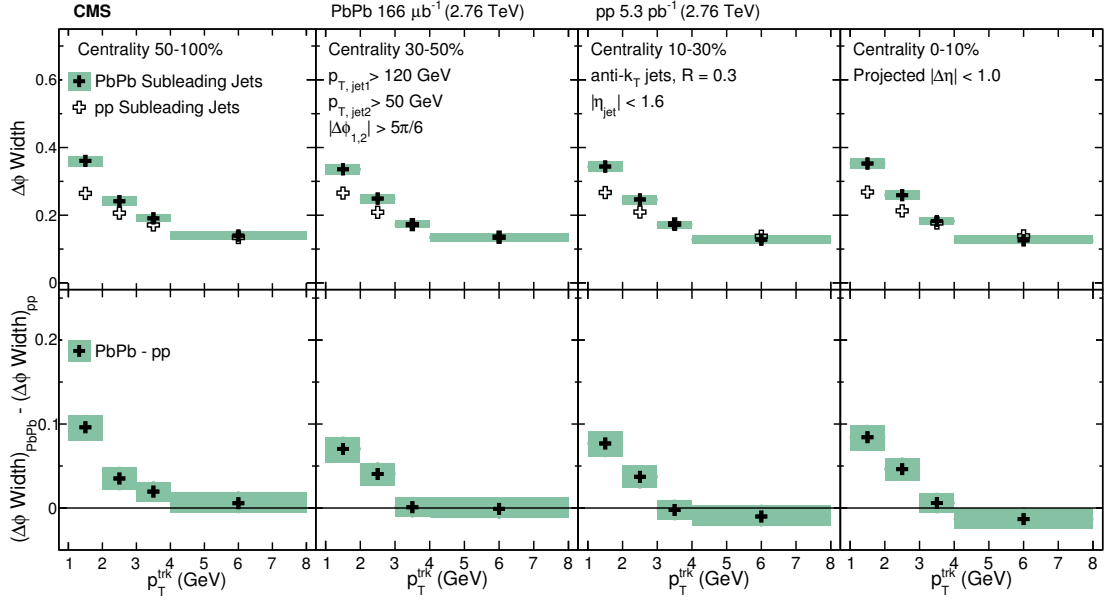 CMS PbPb 166 μb⁻¹ (2.76 TeV) pp 5.3 pb⁻¹ (2.76 TeV)
Centrality 50-100%
PbPb Subleading Jets
pp Subleading Jets
Centrality 30-50%
p_T, jet1 > 120 GeV
p_T, jet2 > 50 GeV
|Δϕ_1,2| > 5π/6
Centrality 10-30%
anti-k_T jets, R = 0.3
|η_jet| < 1.6
Centrality 0-10%
Projected |Δη| < 1.0
Δϕ Width
0.6
0.4
0.2
0
PbPb - pp
(Δϕ Width)_PbPb - (Δϕ Width)_pp
0.2
0.1
0
1 2 3 4 5 6 7 8
p_T^trk (GeV)
1 2 3 4 5 6 7 8
p_T^trk (GeV)
1 2 3 4 5 6 7 8
p_T^trk (GeV)
1 2 3 4 5 6 7 8
p_T^trk (GeV)